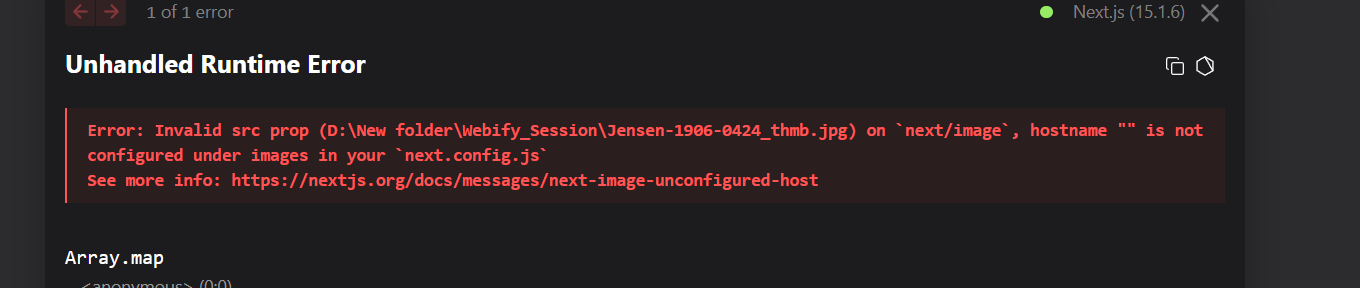 1 of 1 error
Next.js (15.1.6)
Unhandled Runtime Error
Error: Invalid src prop (D:\New folder\Webify_Session\Jensen-1906-0424_thmb.jpg) on `next/image`, hostname "" is not
configured under images in your `next.config.js`
See more info: https://nextjs.org/docs/messages/next-image-unconfigured-host
Array.map
<anonymous> (0:0)